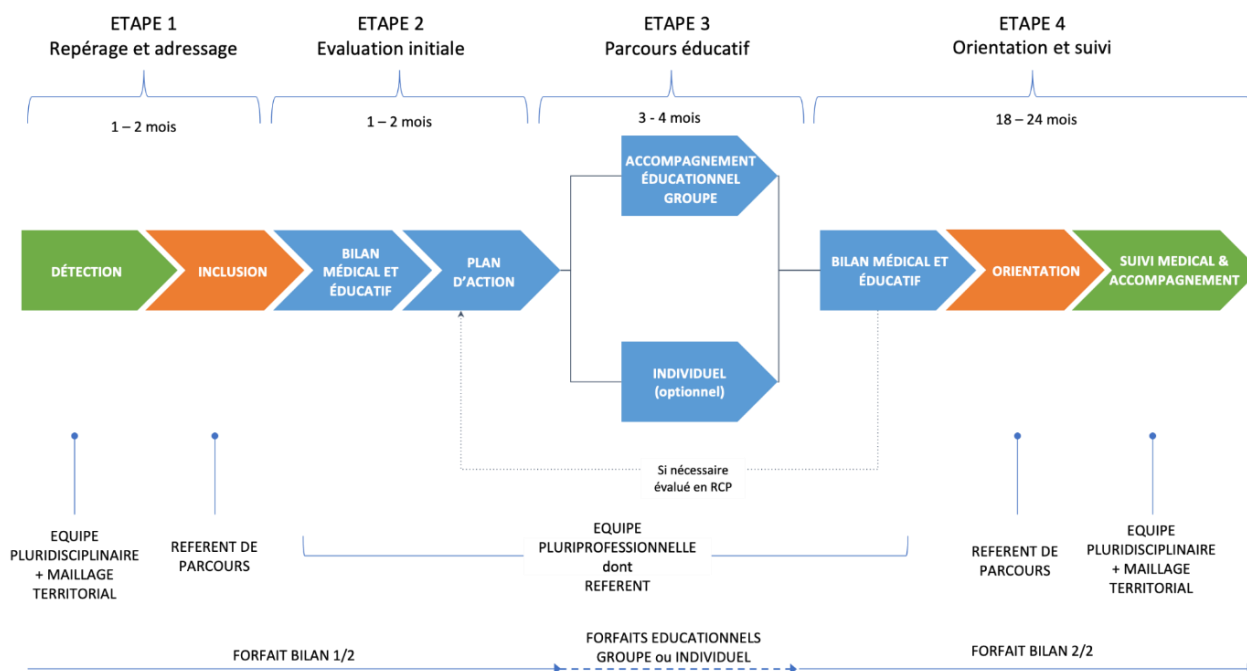 ETAPE 1
Repérage et adressage
ETAPE 2
Evaluation initiale
ETAPE 3
Parcours éducatif
ETAPE 4
Orientation et suivi
1 – 2 mois
1 – 2 mois
3 - 4 mois
18 – 24 mois
ACCOMPAGNEMENT
ÉDUCATIONNEL
GROUPE
DÉTECTION
INCLUSION
BILAN
MÉDICAL ET
ÉDUCATIF
PLAN
D’ACTION
BILAN MÉDICAL ET
ÉDUCATIF
ORIENTATION
SUIVI MEDICAL &
ACCOMPAGNEMENT
INDIVIDUEL
(optionnel)
Si nécessaire
évalué en RCP
EQUIPE
PLURIDISCIPLINAIRE
+ MAILLAGE
TERRITORIAL
REFERENT DE
PARCOURS
EQUIPE
PLURIPROFESSIONNELLE
dont
REFERENT
REFERENT DE
PARCOURS
EQUIPE
PLURIDISCIPLINAIRE
+ MAILLAGE
TERRITORIAL
FORFAIT BILAN 1/2
FORFAITS EDUCATIONNELS
GROUPE ou INDIVIDUEL
FORFAIT BILAN 2/2